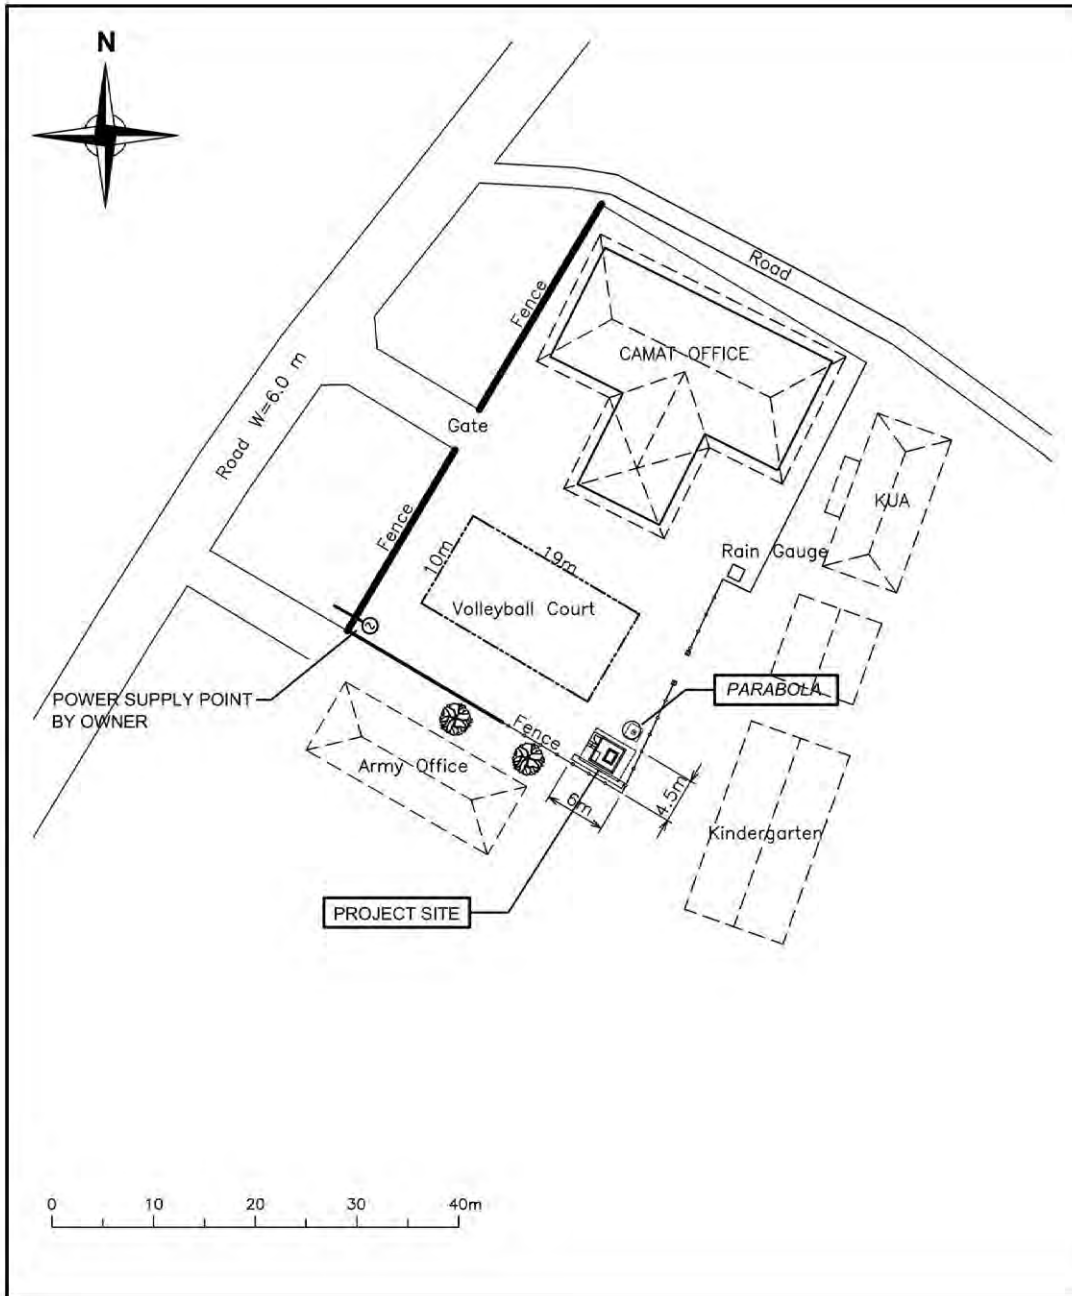 N
Road
Fence
CAMAT OFFICE
Road W=6.0 m
Gate
KUA
Fence
10m
19m
Rain Gauge
Volleyball Court
POWER SUPPLY POINT
BY OWNER
PARABOLA
Fence
Army Office
6m
4.5m
Kindergarten
PROJECT SITE
0 10 20 30 40m